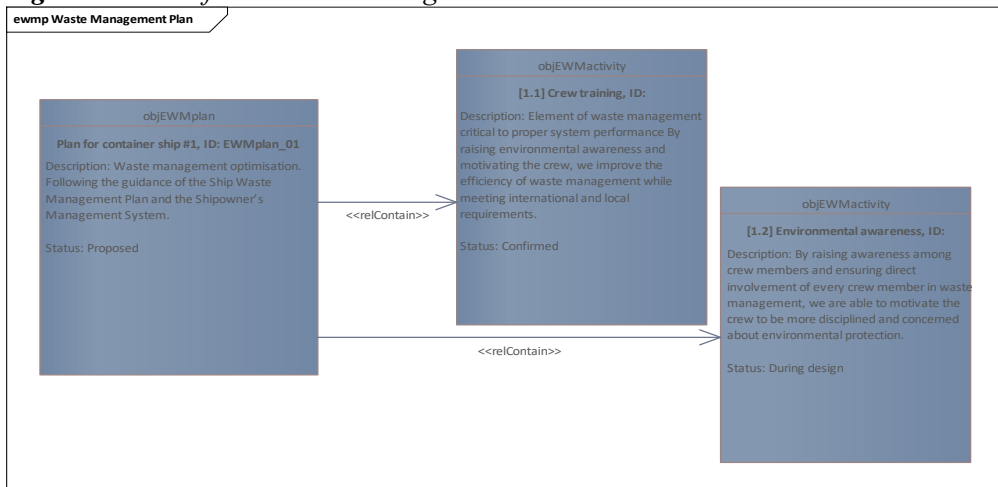 ewmp Waste Management Plan
objEWMplan
Plan for container ship #1, ID: EWMplan_01
Description: Waste management optimisation.
Following the guidance of the Ship Waste
Management Plan and the Shipowner's
Management System.
Status: Proposed
<<relContain>>
<<relContain>>
objEWMactivity
[1.1] Crew training, ID:
Description: Element of waste management
critical to proper system performance By
raising environmental awareness and
motivating the crew, we improve the
efficiency of waste management while
meeting international and local
requirements.
Status: Confirmed
objEWMactivity
[1.2] Environmental awareness, ID:
Description: By raising awareness among
crew members and ensuring direct
involvement of every crew member in waste
management, we are able to motivate the
crew to be more disciplined and concerned
about environmental protection.
Status: During design